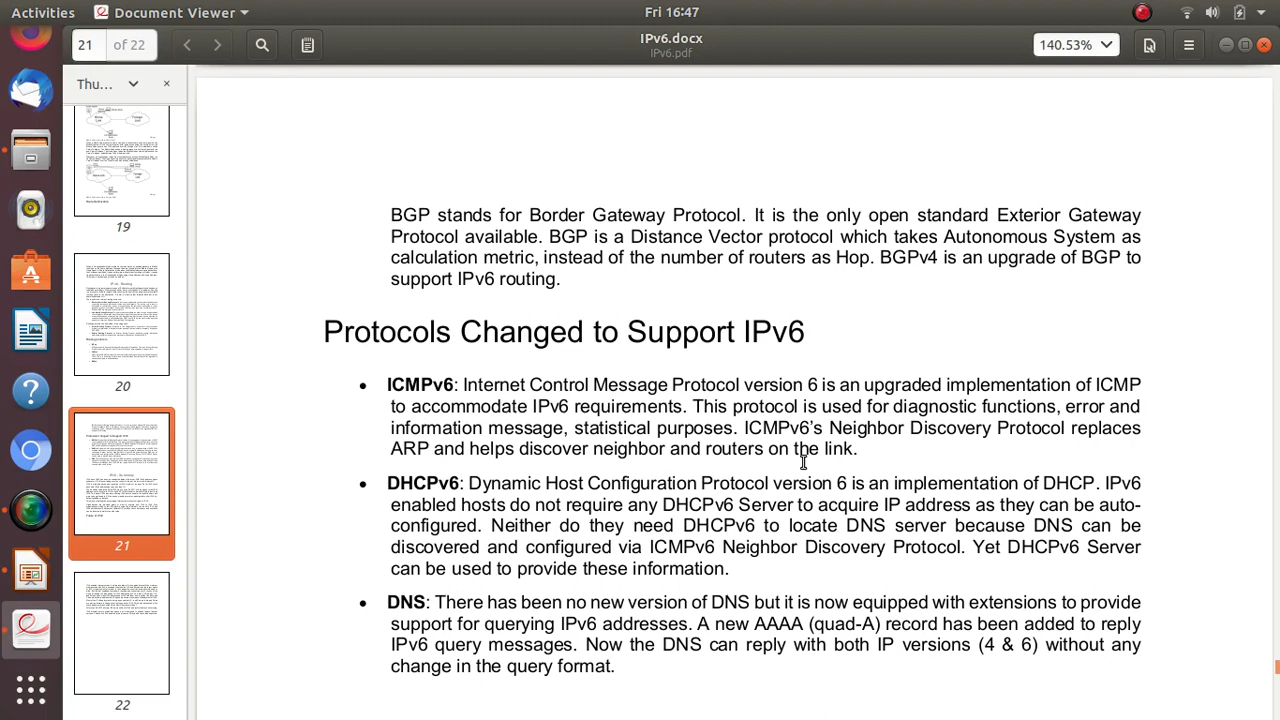 Activities Document Viewer Fri 16:47
21 of 22 IPv6.docx 140.53%
IPv6.pdf
Thu...
19
20
21
22
BGP stands for Border Gateway Protocol. It is the only open standard Exterior Gateway
Protocol available. BGP is a Distance Vector protocol which takes Autonomous System as
calculation metric, instead of the number of routers as Hop. BGPv4 is an upgrade of BGP to
support IPv6 routing.
Protocols Changed to Support IPv6
• ICMPv6: Internet Control Message Protocol version 6 is an upgraded implementation of ICMP
to accommodate IPv6 requirements. This protocol is used for diagnostic functions, error and
information message, statistical purposes. ICMPv6's Neighbor Discovery Protocol replaces
ARP and helps discover neighbor and routers on the link.
• DHCPv6: Dynamic Host Configuration Protocol version 6 is an implementation of DHCP. IPv6
enabled hosts do not require any DHCPv6 Server to acquire IP address as they can be auto-
configured. Neither do they need DHCPv6 to locate DNS server because DNS can be
discovered and configured via ICMPv6 Neighbor Discovery Protocol. Yet DHCPv6 Server
can be used to provide these information.
• DNS: There has been no new version of DNS but it is now equipped with extensions to provide
support for querying IPv6 addresses. A new AAAA (quad-A) record has been added to reply
IPv6 query messages. Now the DNS can reply with both IP versions (4 & 6) without any
change in the query format.